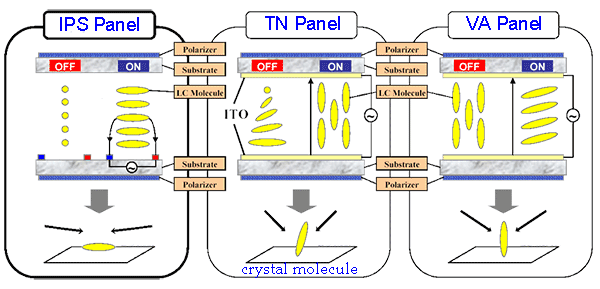 IPS Panel
TN Panel
VA Panel
Polarizer
Polarizer
OFF ON
OFF ON
OFF ON
Substrate
Substrate
LC Molecule
LC Molecule
ITO
~
~
~
Substrate
Substrate
Polarizer
Polarizer
crystal molecule